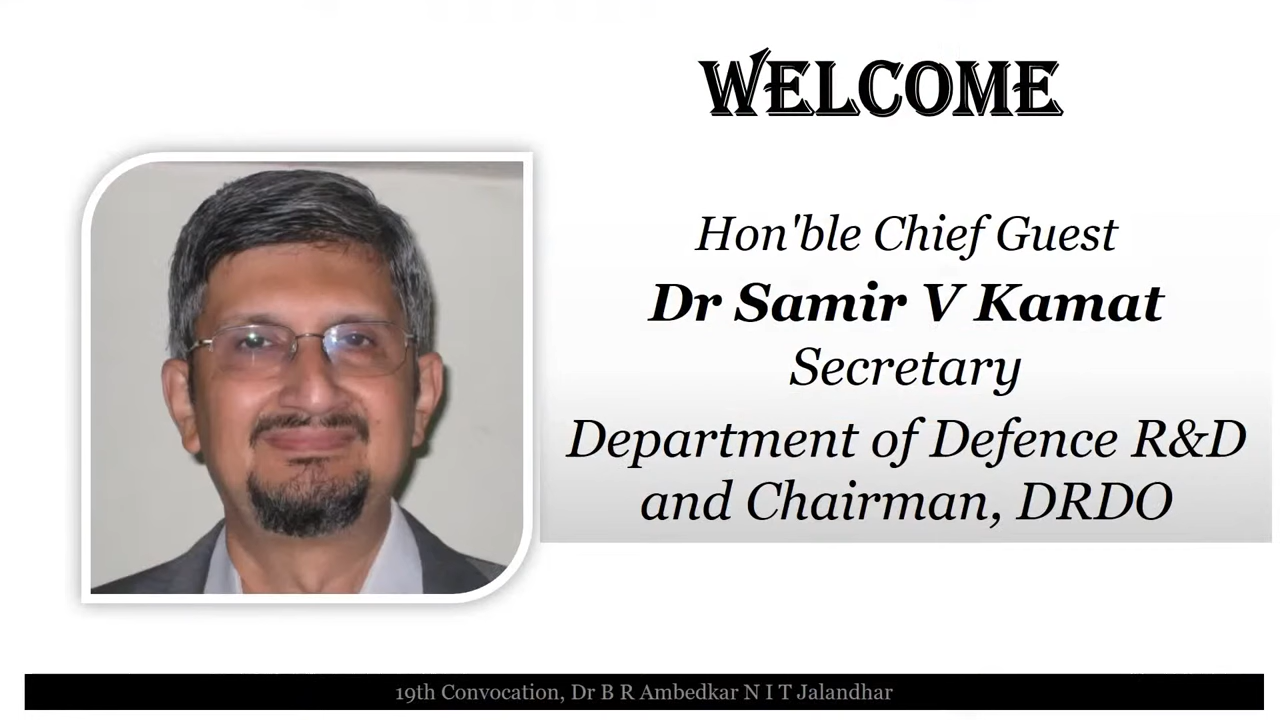 WELCOME
Hon'ble Chief Guest
Dr Samir V Kamat
Secretary
Department of Defence R&D
and Chairman, DRDO
19th Convocation, Dr B R Ambedkar N I T Jalandhar